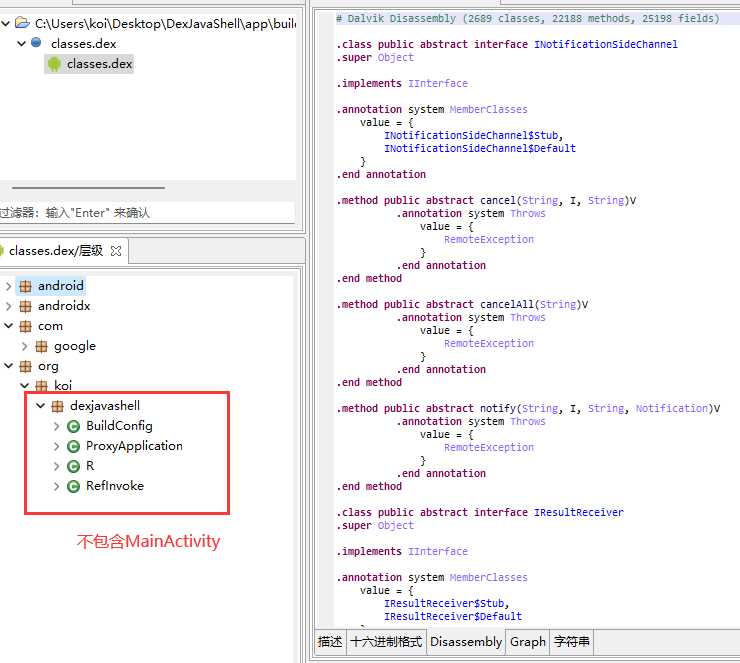 C:\Users\koi\Desktop\DexJavaShell\app\buil
classes.dex
classes.dex
过滤器: 输入"Enter" 来确认
classes.dex/层级
android
androidx
com
google
org
koi
dexjavashell
BuildConfig
ProxyApplication
R
RefInvoke
不包含MainActivity
# Dalvik Disassembly (2689 classes, 22188 methods, 25198 fields)
.class public abstract interface INotificationSideChannel
.super Object
.implements IInterface
.annotation system MemberClasses
value = {
INotificationSideChannel$Stub,
INotificationSideChannel$Default
}
.end annotation
.method public abstract cancel(String, I, String)V
.annotation system Throws
value = {
RemoteException
}
.end annotation
.end method
.method public abstract cancelAll(String)V
.annotation system Throws
value = {
RemoteException
}
.end annotation
.end method
.method public abstract notify(String, I, String, Notification)V
.annotation system Throws
value = {
RemoteException
}
.end annotation
.end method
.class public abstract interface IResultReceiver
.super Object
.implements IInterface
.annotation system MemberClasses
value = {
IResultReceiver$Stub,
IResultReceiver$Default
描述 十六进制格式 Disassembly Graph 字符串